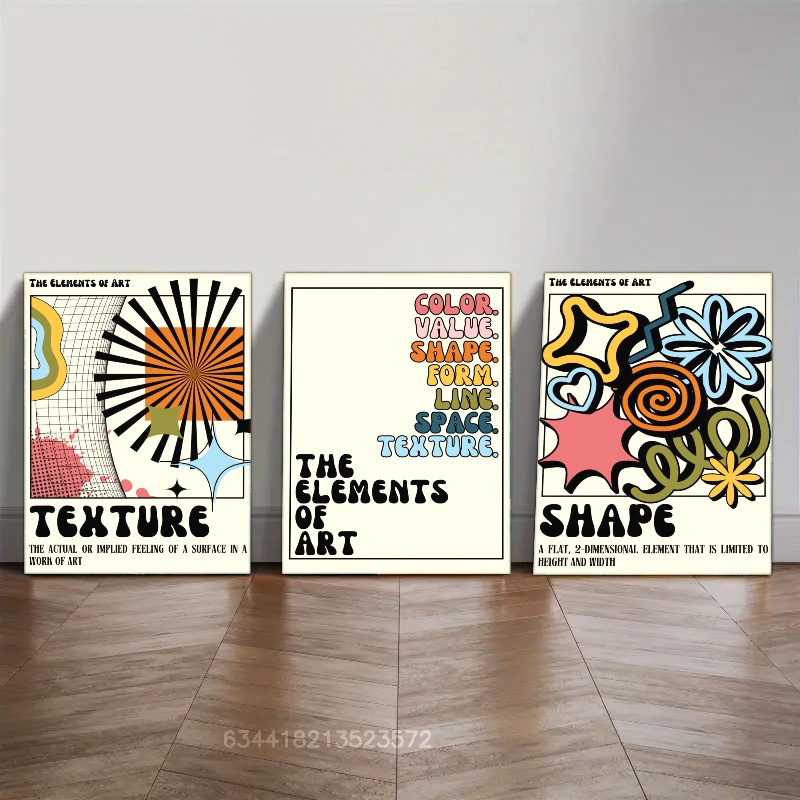 THE ELEMENTS OF ART
TEXTURE
THE ACTUAL OR IMPLIED FEELING OF A SURFACE IN A
WORK OF ART
COLOR.
VALUE.
SHAPE.
FORM.
LINE.
SPACE.
TEXTURE.
THE
ELEMENTS
OF
ART
THE ELEMENTS OF ART
SHAPE
A FLAT, 2-DIMENSIONAL ELEMENT THAT IS LIMITED TO
HEIGHT AND WIDTH
634418213523572